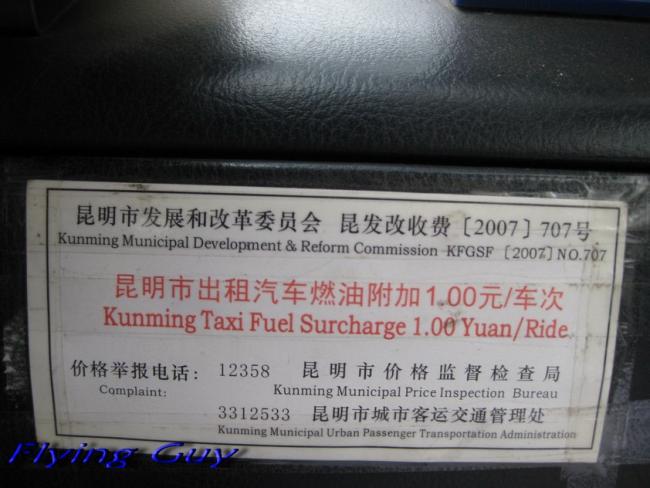 昆明市发展和改革委员会 昆发改收费〔2007〕707号
Kunming Municipal Development & Reform Commission KFGSF〔2007〕NO.707
昆明市出租汽车燃油附加1.00元/车次
Kunming Taxi Fuel Surcharge 1.00 Yuan/Ride
价格举报电话: 12358 昆明市价格监督检查局
Complaint: Kunming Municipal Price Inspection Bureau
3312533 昆明市城市客运交通管理处
Kunming Municipal Urban Passenger Transportation Administration
Flying Guy